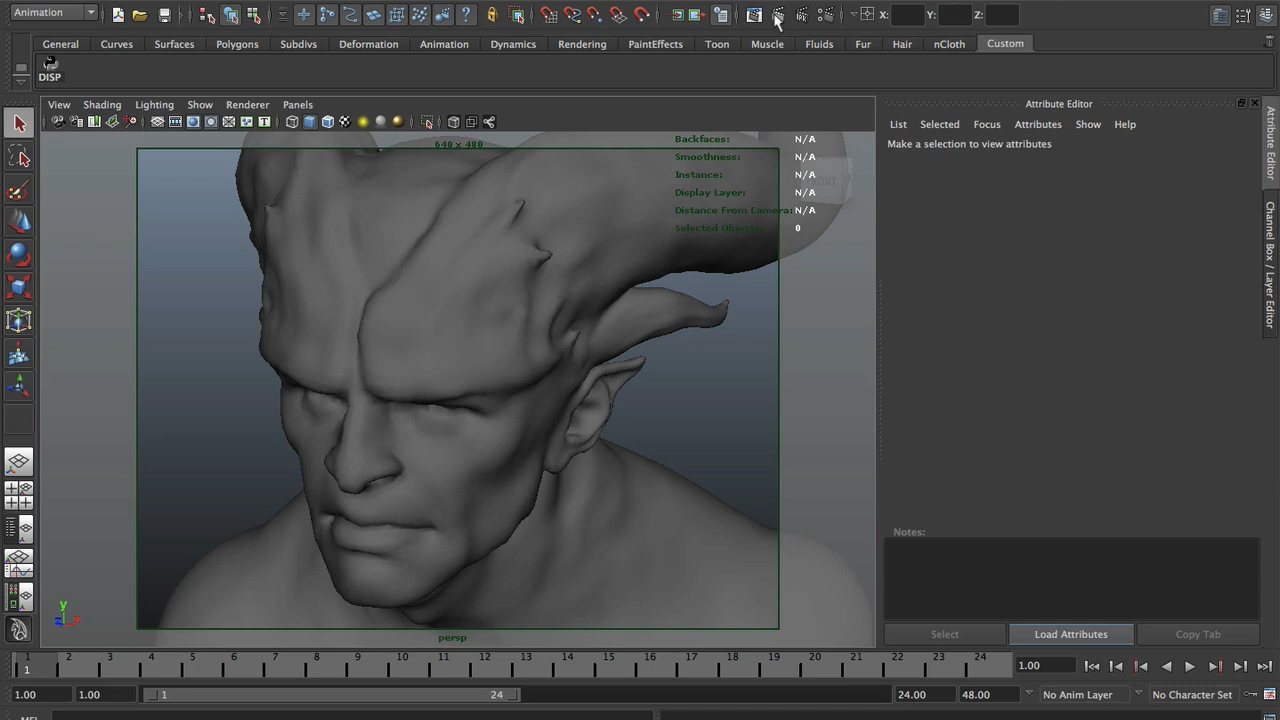 Animation X: Y: Z:
General Curves Surfaces Polygons Subdivs Deformation Animation Dynamics Rendering PaintEffects Toon Muscle Fluids Fur Hair nCloth Custom
DISP
View Shading Lighting Show Renderer Panels
640 x 480
Backfaces: N/A
Smoothness: N/A
Instance: N/A
Display Layer: N/A
Distance From Camera: N/A
Selected Objects: 0
persp
y
z
Attribute Editor
List Selected Focus Attributes Show Help
Make a selection to view attributes
Notes:
Select Load Attributes Copy Tab
Attribute Editor
Channel Box / Layer Editor
1 2 3 4 5 6 7 8 9 10 11 12 13 14 15 16 17 18 19 20 21 22 23 24
1 1.00
1.00 1.00 1 24 24.00 48.00 No Anim Layer No Character Set
MEL